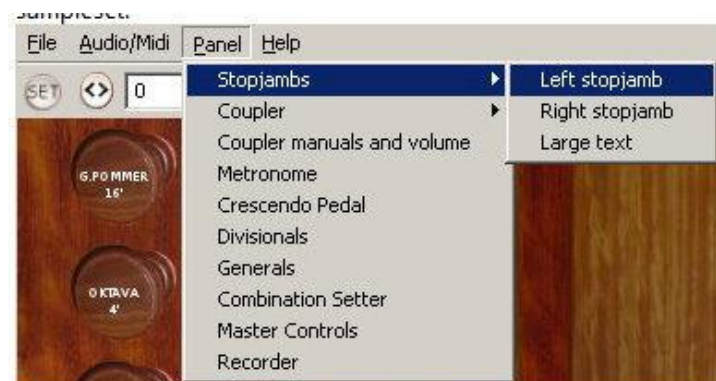 sampleset.
File Audio/Midi Panel Help
SET <> 0
Stopjambs
Left stopjamb
Coupler
Right stopjamb
Coupler manuals and volume
Large text
Metronome
Crescendo Pedal
Divisionals
Generals
Combination Setter
Master Controls
Recorder
G.POMMER
16'
OKTAVA
4'